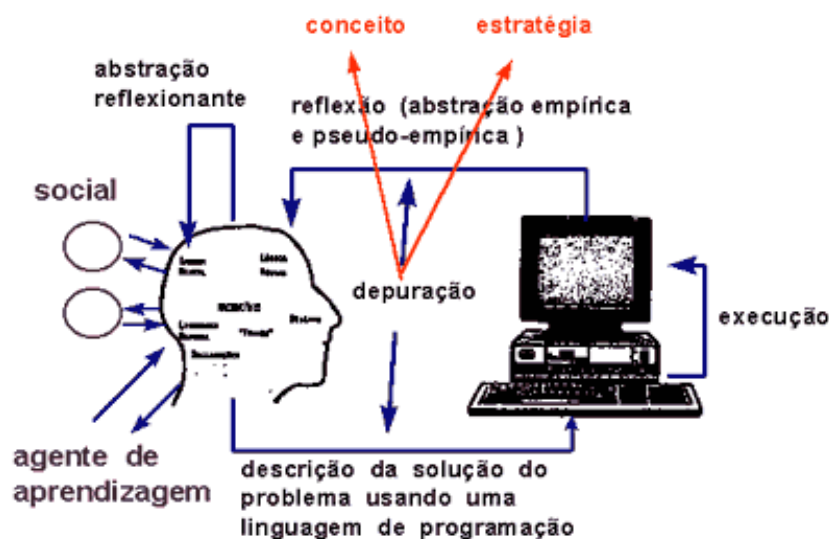 conceito
estratégia
abstração
reflexionante
reflexão (abstração empírica
e pseudo-empírica )
social
depuração
execução
agente de
aprendizagem
descrição da solução do
problema usando uma
linguagem de programação